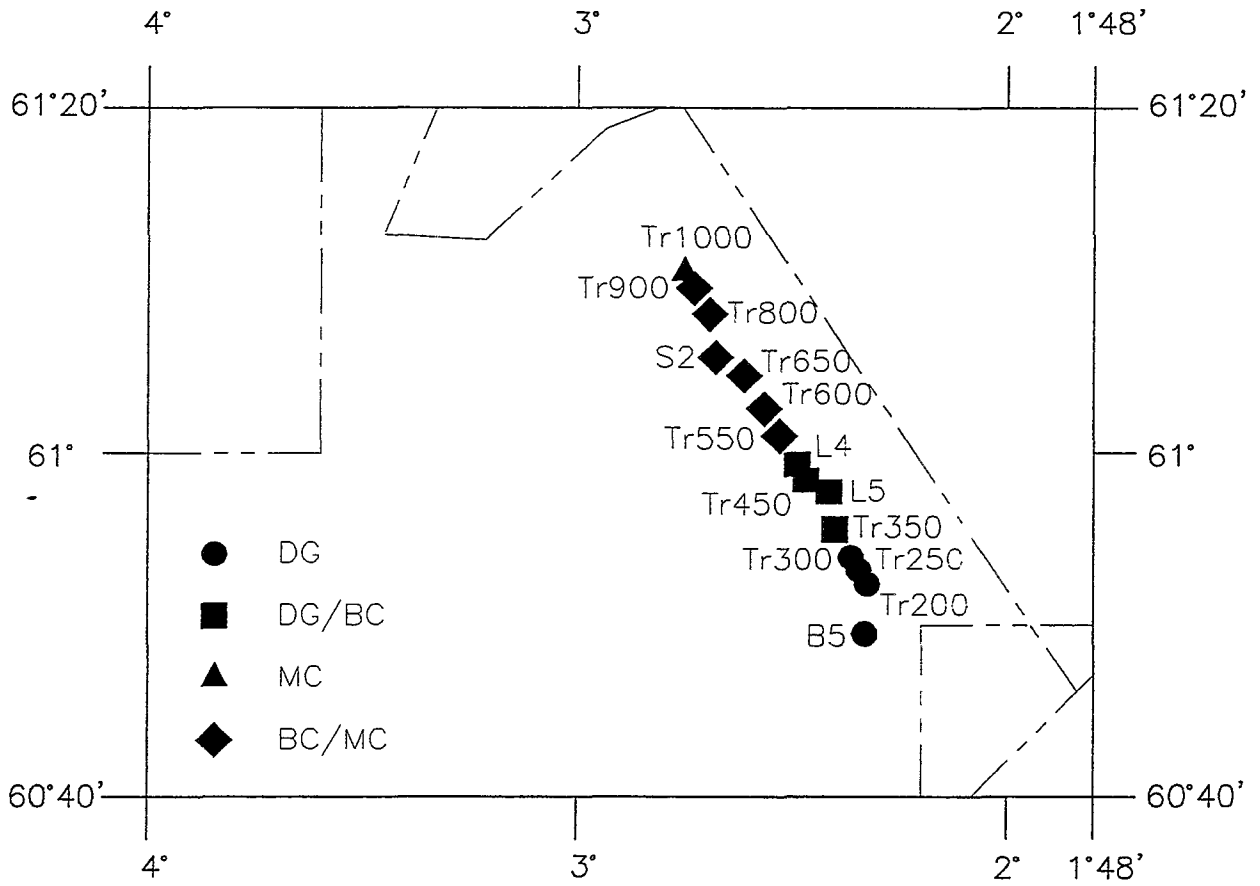 4° 3° 2° 1°48'
61°20' 61°20'
Tr1000
Tr900
Tr800
S2 Tr650
Tr600
Tr550 L4
61° 61°
Tr450 L5
Tr350
DG Tr300 Tr250
Tr200
DG/BC
B5
MC
BC/MC
60°40' 60°40'
4° 3° 2° 1°48'